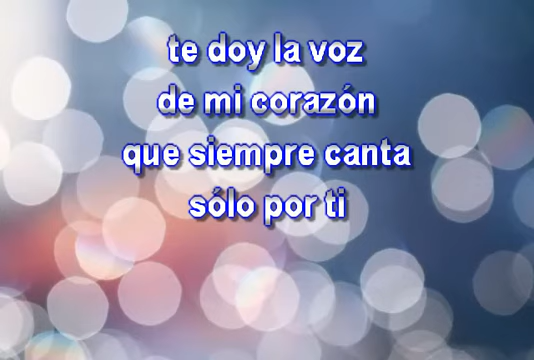 te doy la voz
de mi corazón
que siempre canta
sólo por ti